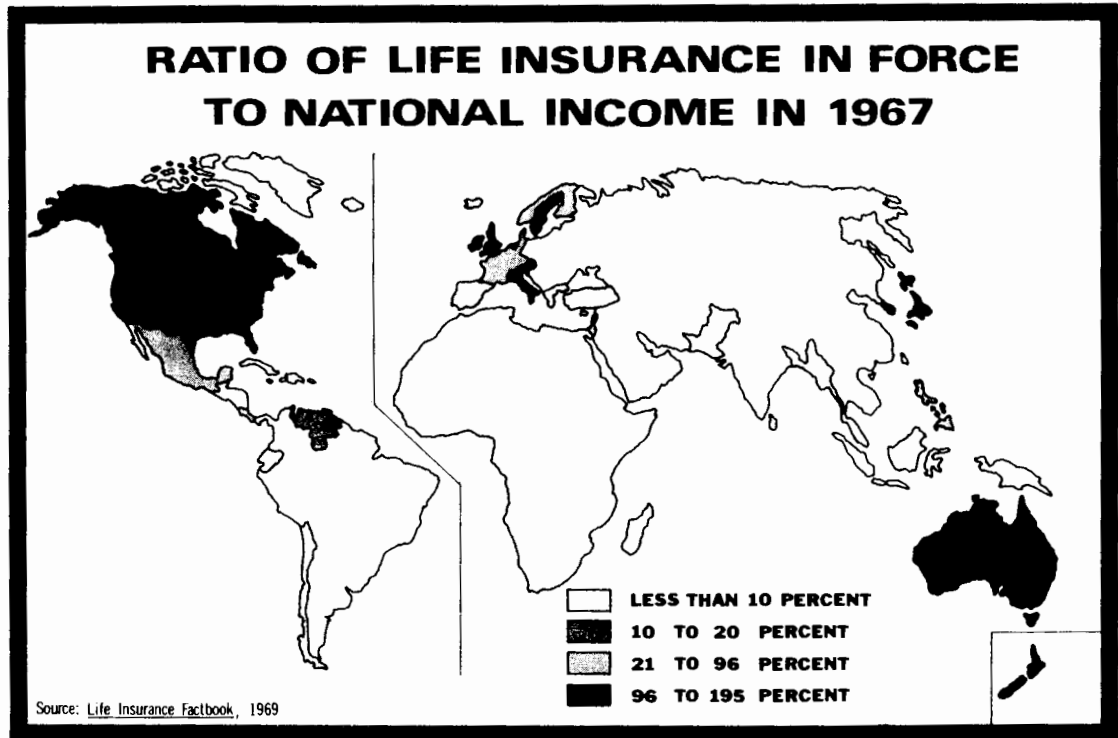 RATIO OF LIFE INSURANCE IN FORCE
TO NATIONAL INCOME IN 1967
LESS THAN 10 PERCENT
10 TO 20 PERCENT
21 TO 96 PERCENT
96 TO 195 PERCENT
Source: Life Insurance Factbook, 1969